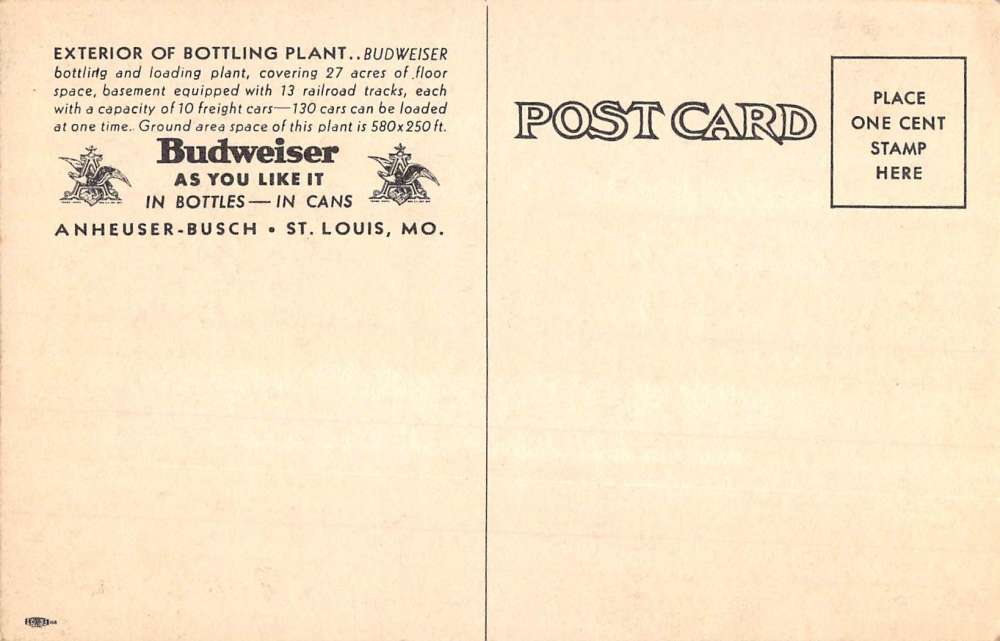 EXTERIOR OF BOTTLING PLANT..BUDWEISER
bottling and loading plant, covering 27 acres of floor
space, basement equipped with 13 railroad tracks, each
with a capacity of 10 freight cars—130 cars can be loaded
at one time. Ground area space of this plant is 580x250 ft.
Budweiser
AS YOU LIKE IT
IN BOTTLES — IN CANS
ANHEUSER-BUSCH • ST. LOUIS, MO.
POST CARD
PLACE
ONE CENT
STAMP
HERE